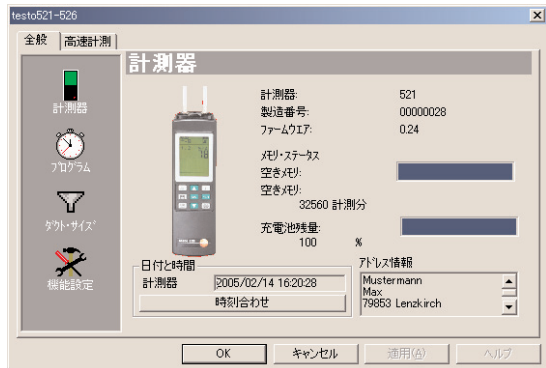 testo521-526
全般
高速計測
計測器
計測器
プログラム
ダクト・サイズ
機能設定
計測器: 521
製造番号: 00000028
ファームウエア: 0.24
メモリ・ステータス
空きメモリ:
空きメモリ:
32560 計測分
充電池残量:
100 %
日付と時間
計測器 2005/02/14 16:20:28
時刻合わせ
アドレス情報
Mustermann
Max
79853 Lenzkirch
OK
キャンセル
適用(A)
ヘルプ